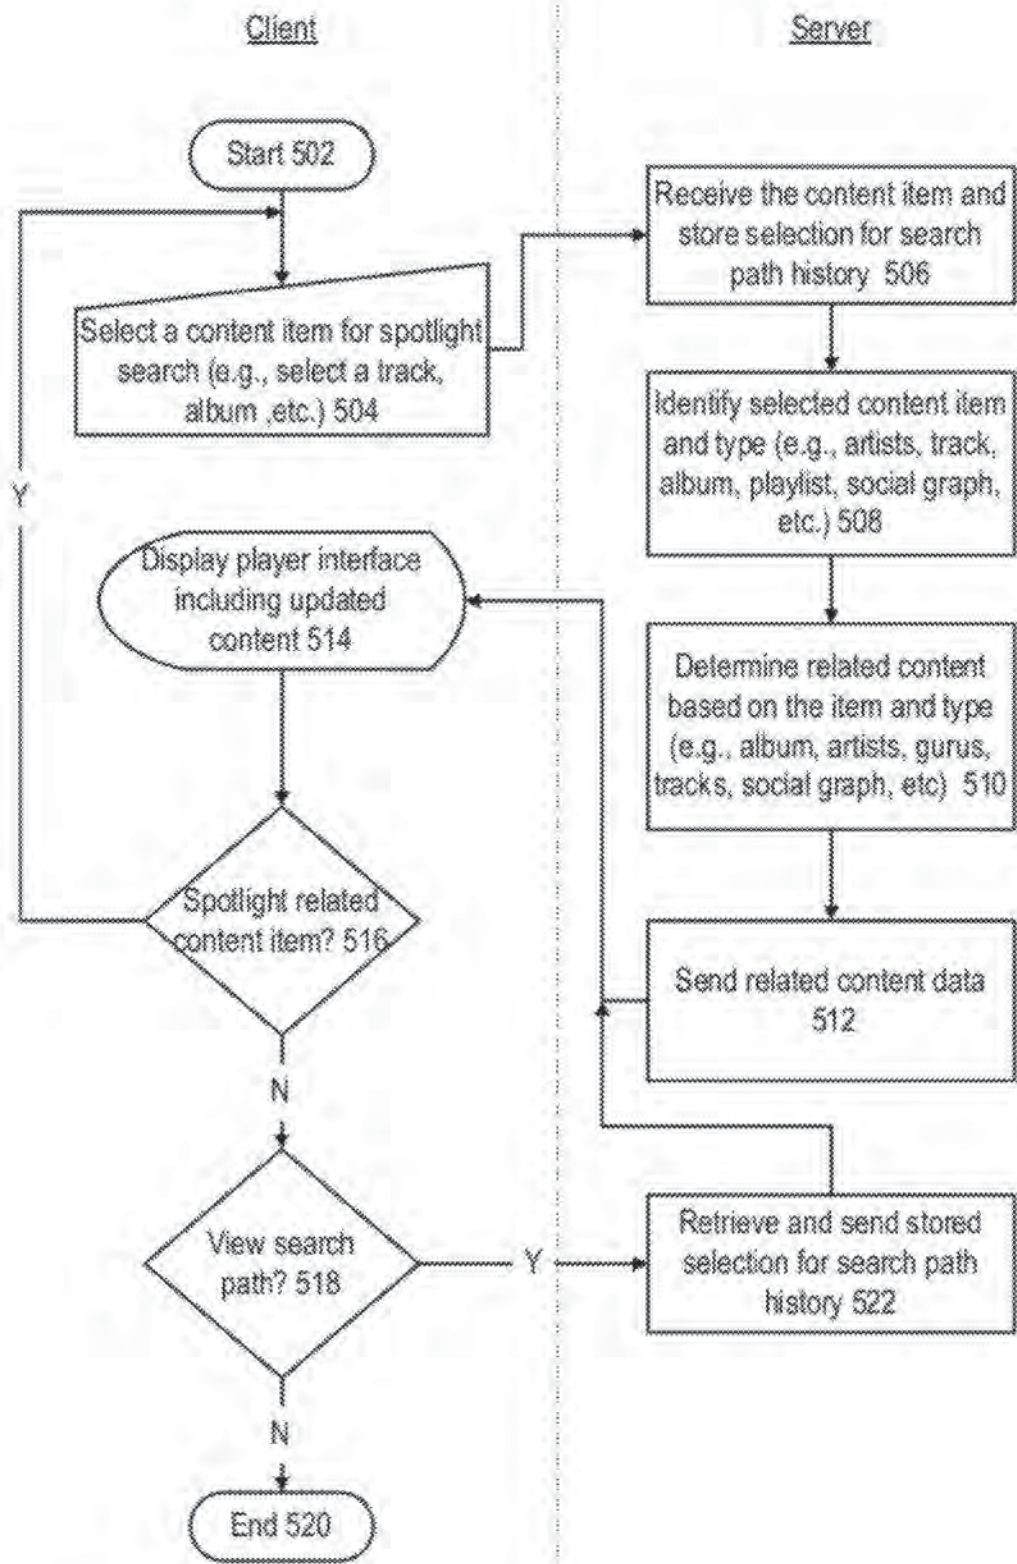 Client
Server
Start 502
Select a content item for spotlight
search (e.g., select a track,
album ,etc.) 504
Receive the content item and
store selection for search
path history 506
Identify selected content item
and type (e.g., artists, track,
album, playlist, social graph,
etc.) 508
Determine related content
based on the item and type
(e.g., album, artists, gurus,
tracks, social graph, etc) 510
Send related content data
512
Display player interface
including updated
content 514
Spotlight related
content item? 516
Y
N
View search
path? 518
Y
Retrieve and send stored
selection for search path
history 522
N
End 520